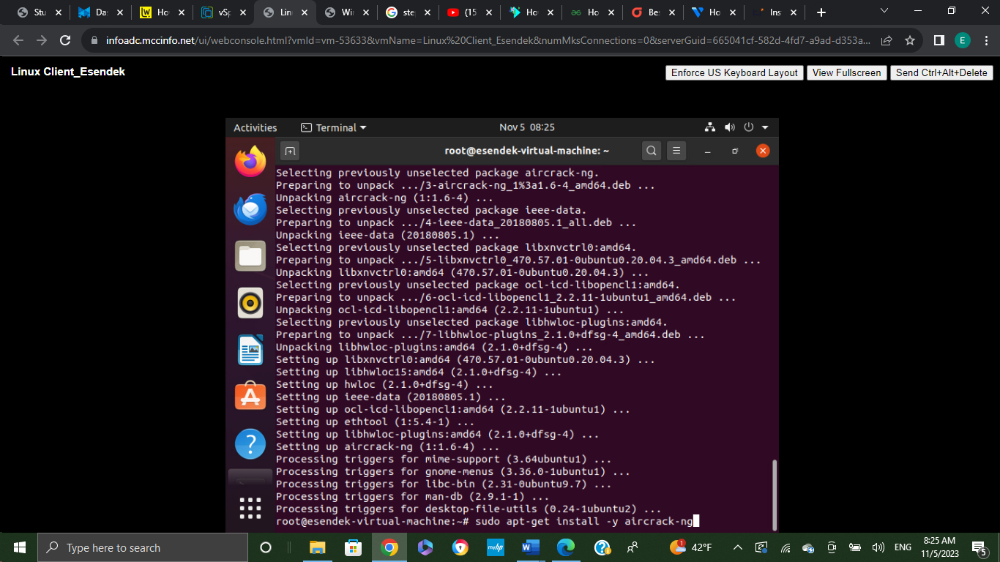 Stu
Das
Ho
vSp
Lin
Win
step
(15
Ho
Ho
Be
Ho
Ins
infoadc.mccinfo.net/ui/webconsole.html?vmId=vm-53633&vmName=Linux%20Client_Esendek&numMksConnections=0&serverGuid=665041cf-582d-4fd7-a9ad-d353a...
E
Linux Client_Esendek
Enforce US Keyboard Layout View Fullscreen Send Ctrl+Alt+Delete
Activities Terminal Nov 5 08:25
root@esendek-virtual-machine: ~
Selecting previously unselected package aircrack-ng.
Preparing to unpack .../3-aircrack-ng_1%3a1.6-4_amd64.deb ...
Unpacking aircrack-ng (1:1.6-4) ...
Selecting previously unselected package ieee-data.
Preparing to unpack .../4-ieee-data_20180805.1_all.deb ...
Unpacking ieee-data (20180805.1) ...
Selecting previously unselected package libxnvctrl0:amd64.
Preparing to unpack .../5-libxnvctrl0_470.57.01-0ubuntu0.20.04.3_amd64.deb ...
Unpacking libxnvctrl0:amd64 (470.57.01-0ubuntu0.20.04.3) ...
Selecting previously unselected package ocl-icd-libopencl1:amd64.
Preparing to unpack .../6-ocl-icd-libopencl1_2.2.11-1ubuntu1_amd64.deb ...
Unpacking ocl-icd-libopencl1:amd64 (2.2.11-1ubuntu1) ...
Selecting previously unselected package libhwloc-plugins:amd64.
Preparing to unpack .../7-libhwloc-plugins_2.1.0+dfsg-4_amd64.deb ...
Unpacking libhwloc-plugins:amd64 (2.1.0+dfsg-4) ...
Setting up libxnvctrl0:amd64 (470.57.01-0ubuntu0.20.04.3) ...
Setting up libhwloc15:amd64 (2.1.0+dfsg-4) ...
Setting up hwloc (2.1.0+dfsg-4) ...
Setting up ieee-data (20180805.1) ...
Setting up ocl-icd-libopencl1:amd64 (2.2.11-1ubuntu1) ...
Setting up ethtool (1:5.4-1) ...
Setting up libhwloc-plugins:amd64 (2.1.0+dfsg-4) ...
Setting up aircrack-ng (1:1.6-4) ...
Processing triggers for mime-support (3.64ubuntu1) ...
Processing triggers for gnome-menus (3.36.0-1ubuntu1) ...
Processing triggers for libc-bin (2.31-0ubuntu9.7) ...
Processing triggers for man-db (2.9.1-1) ...
Processing triggers for desktop-file-utils (0.24-1ubuntu2) ...
root@esendek-virtual-machine:~# sudo apt-get install -y aircrack-ng
Type here to search
myhp
1
42°F
ENG
8:25 AM
11/5/2023
5